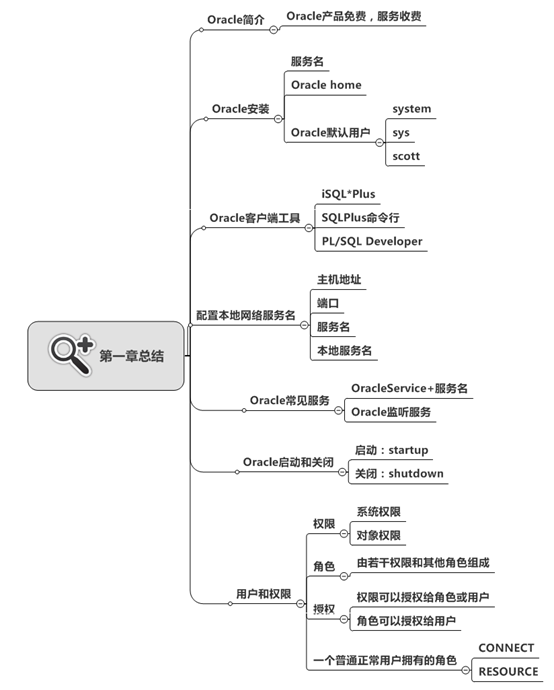 第一章总结
Oracle简介
Oracle产品免费，服务收费
Oracle安装
服务名
Oracle home
Oracle默认用户
system
sys
scott
Oracle客户端工具
iSQL*Plus
SQLPlus命令行
PL/SQL Developer
配置本地网络服务名
主机地址
端口
服务名
本地服务名
Oracle常见服务
OracleService+服务名
Oracle监听服务
Oracle启动和关闭
启动：startup
关闭：shutdown
用户和权限
权限
系统权限
对象权限
角色
由若干权限和其他角色组成
授权
权限可以授权给角色或用户
角色可以授权给用户
一个普通正常用户拥有的角色
CONNECT
RESOURCE